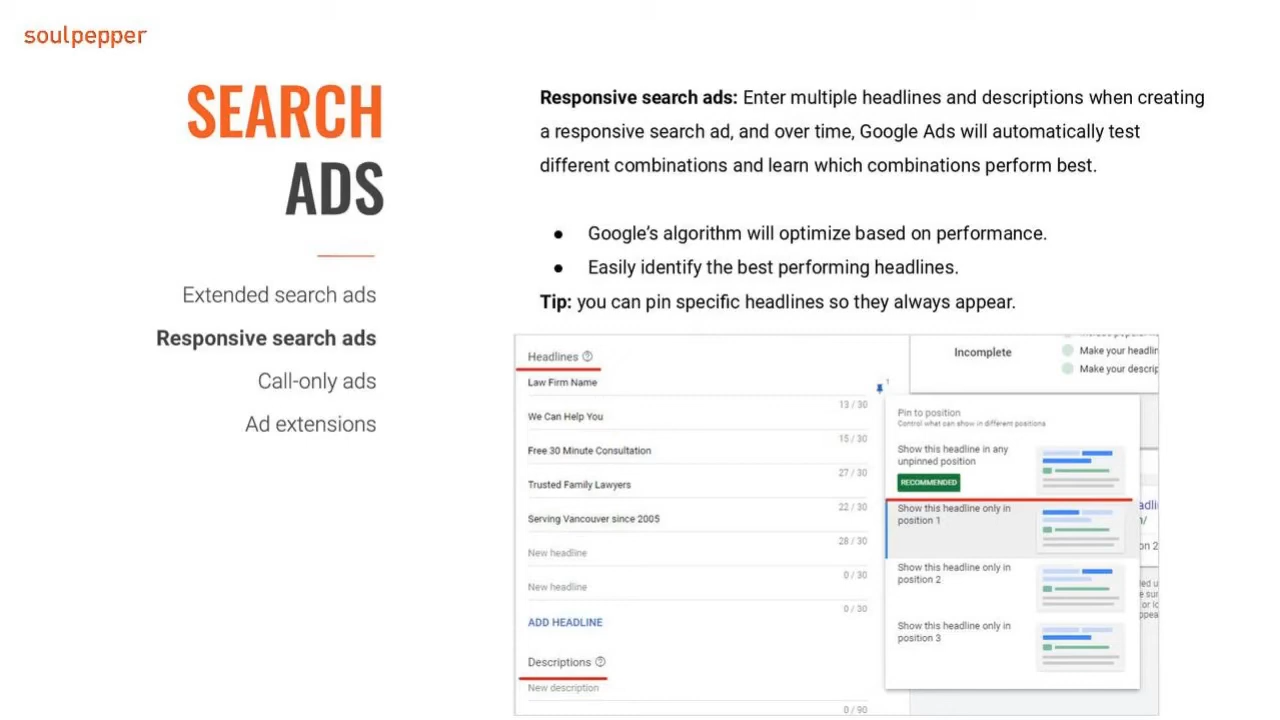 soulpepper
SEARCH
ADS
Extended search ads
Responsive search ads
Call-only ads
Ad extensions
Responsive search ads: Enter multiple headlines and descriptions when creating
a responsive search ad, and over time, Google Ads will automatically test
different combinations and learn which combinations perform best.
● Google's algorithm will optimize based on performance.
● Easily identify the best performing headlines.
Tip: you can pin specific headlines so they always appear.
Headlines
Law Firm Name
1
13 / 30
We Can Help You
15 / 30
Free 30 Minute Consultation
27 / 30
Trusted Family Lawyers
22 / 30
Serving Vancouver since 2005
28 / 30
New headline
0 / 30
New headline
0 / 30
ADD HEADLINE
Descriptions
New description
0 / 90
Incomplete
Make your headlin
Make your descrip
Pin to position
Control what can show in different positions
Show this headline in any
unpinned position
RECOMMENDED
Show this headline only in
position 1
Show this headline only in
position 2
Show this headline only in
position 3